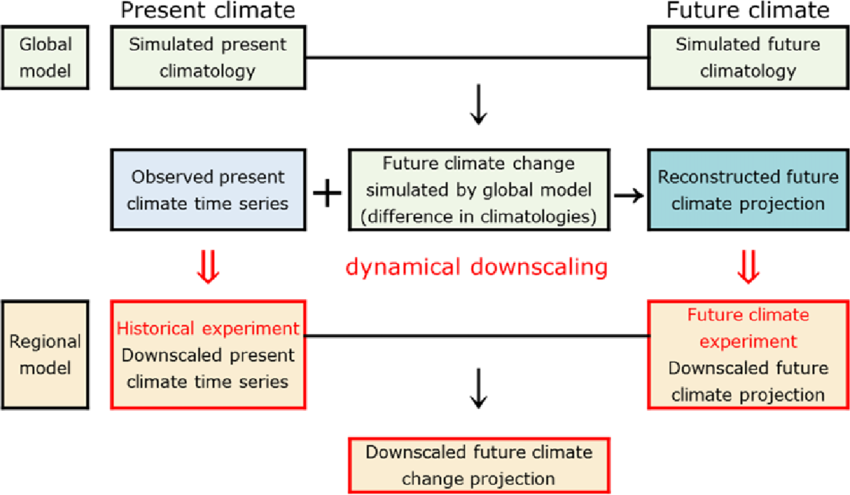 Present climate
Future climate
Global
model
Simulated present
climatology
Simulated future
climatology
Observed present
climate time series
+
Future climate change
simulated by global model
(difference in climatologies)
Reconstructed future
climate projection
dynamical downscaling
Regional
model
Historical experiment
Downscaled present
climate time series
Future climate
experiment
Downscaled future
climate projection
Downscaled future climate
change projection